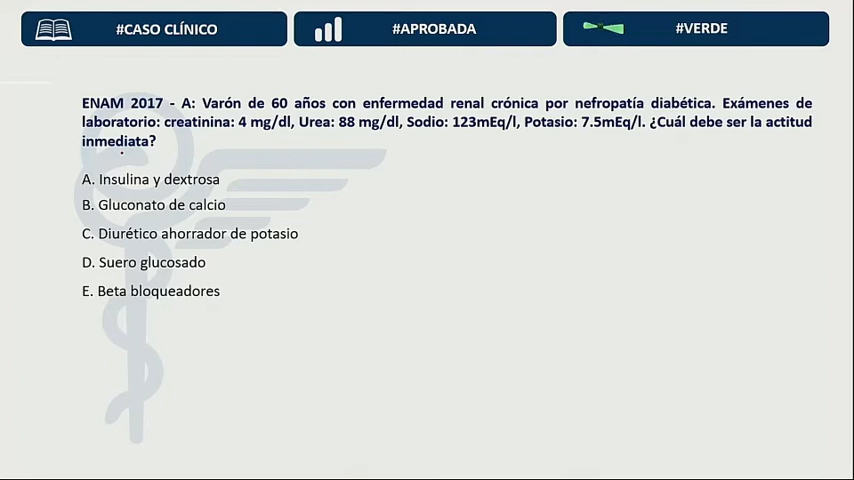 #CASO CLÍNICO
#APROBADA
#VERDE
ENAM 2017 - A: Varón de 60 años con enfermedad renal crónica por nefropatía diabética. Exámenes de
laboratorio: creatinina: 4 mg/dl, Urea: 88 mg/dl, Sodio: 123mEq/l, Potasio: 7.5mEq/l. ¿Cuál debe ser la actitud
inmediata?
A. Insulina y dextrosa
B. Gluconato de calcio
C. Diurético ahorrador de potasio
D. Suero glucosado
E. Beta bloqueadores